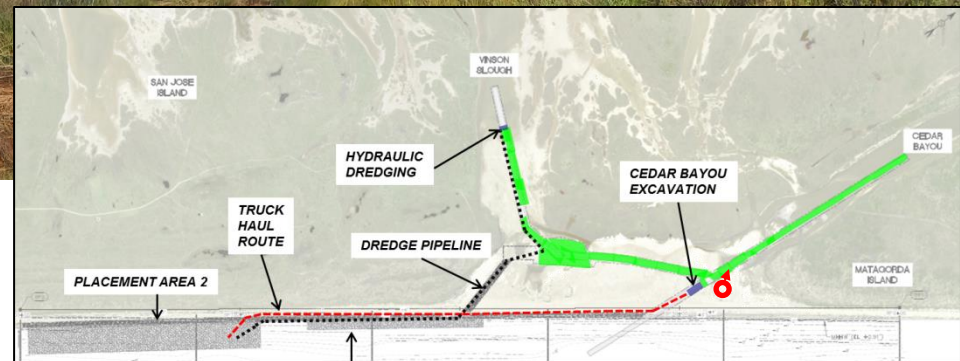 VINSON
SLOUGH
SAN JOSE
ISLAND
CEDAR
BAYOU
HYDRAULIC
DREDGING
CEDAR BAYOU
EXCAVATION
TRUCK
HAUL
ROUTE
DREDGE PIPELINE
PLACEMENT AREA 2
MATAGORDA
ISLAND